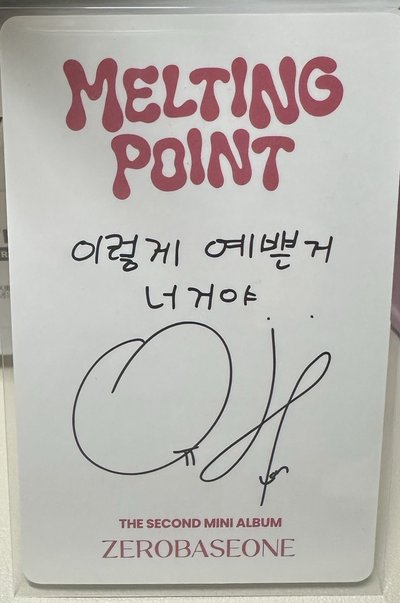 MELTING
POINT
이렇게 예쁜거
너거야
THE SECOND MINI ALBUM
ZEROBASEONE